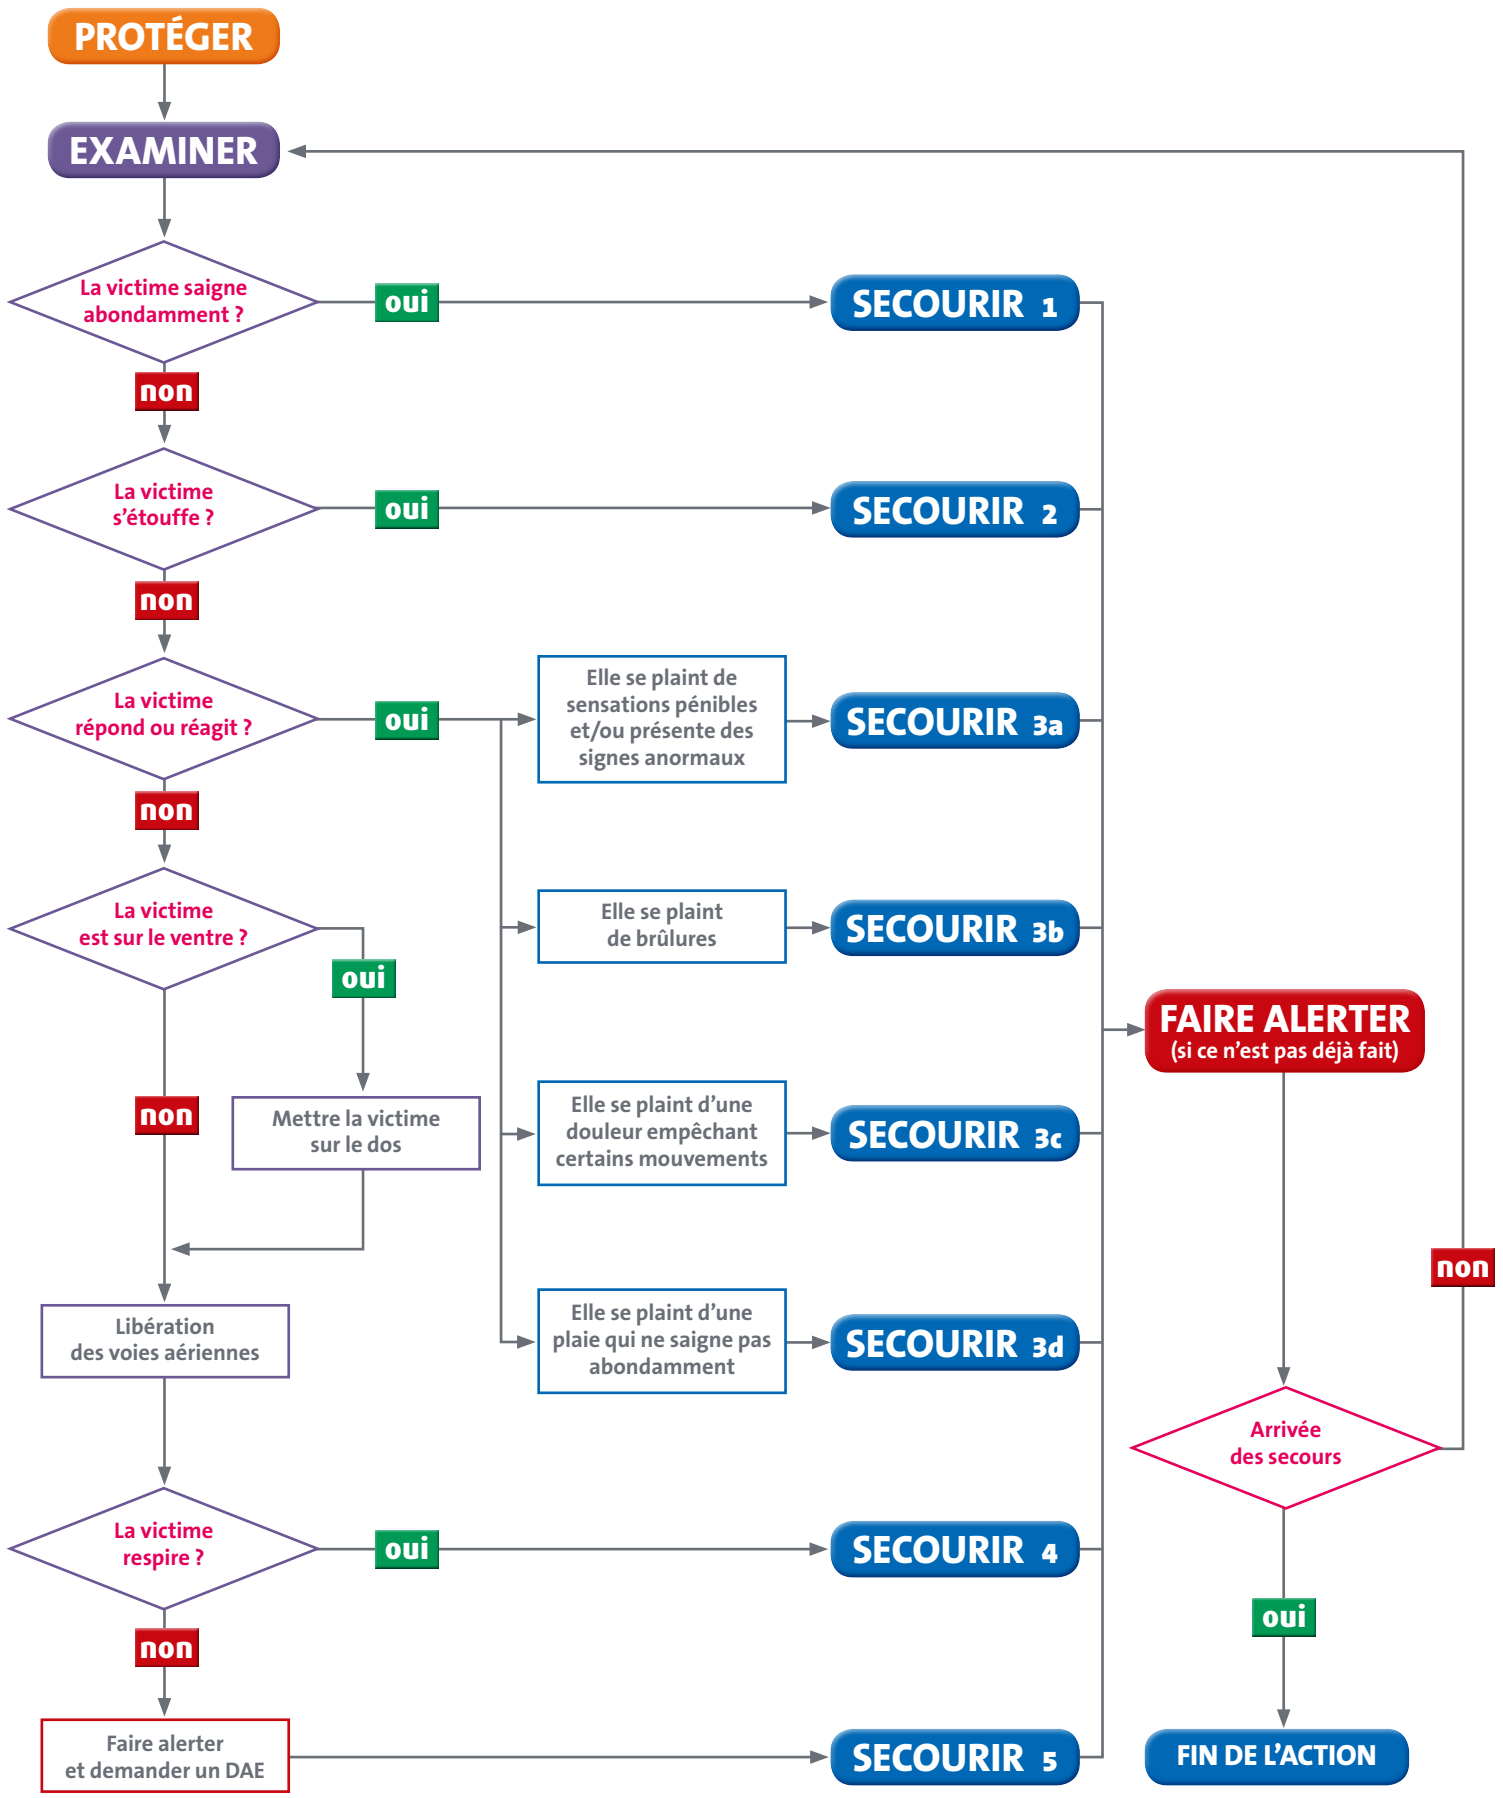 PROTÉGER
EXAMINER
La victime saigne
abondamment ?
oui
SECOURIR 1
non
La victime
s’étouffe ?
oui
SECOURIR 2
non
La victime
répond ou réagit ?
oui
Elle se plaint de
sensations pénibles
et/ou présente des
signes anormaux
SECOURIR 3a
non
La victime
est sur le ventre ?
oui
Elle se plaint
de brûlures
SECOURIR 3b
FAIRE ALERTER
(si ce n’est pas déjà fait)
non
Mettre la victime
sur le dos
Elle se plaint d’une
douleur empêchant
certains mouvements
SECOURIR 3c
non
Libération
des voies aériennes
Elle se plaint d’une
plaie qui ne saigne pas
abondamment
SECOURIR 3d
Arrivée
des secours
La victime
respire ?
oui
SECOURIR 4
oui
non
Faire alerter
et demander un DAE
SECOURIR 5
FIN DE L’ACTION